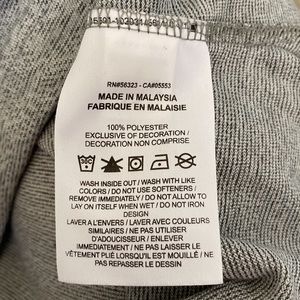 RN#56323 - CA#05553
MADE IN MALAYSIA
FABRIQUE EN MALAISIE
100% POLYESTER
EXCLUSIVE OF DECORATION /
DECORATION NON COMPRISE
WASH INSIDE OUT / WASH WITH LIKE
COLORS / DO NOT USE SOFTENERS /
REMOVE IMMEDIATELY / DO NOT ALLOW TO
LAY ON ITSELF WHEN WET / DO NOT IRON
DESIGN
LAVER A L'ENVERS / LAVER AVEC COULEURS
SIMILAIRES / NE PAS UTILISER
D'ADOUCISSEUR / ENLEVER
IMMEDIATEMENT / NE PAS LAISSER LE
VÊTEMENT PLIÉ LORSQU'IL EST MOUILLÉ / NE
PAS REPASSER LE DESSIN